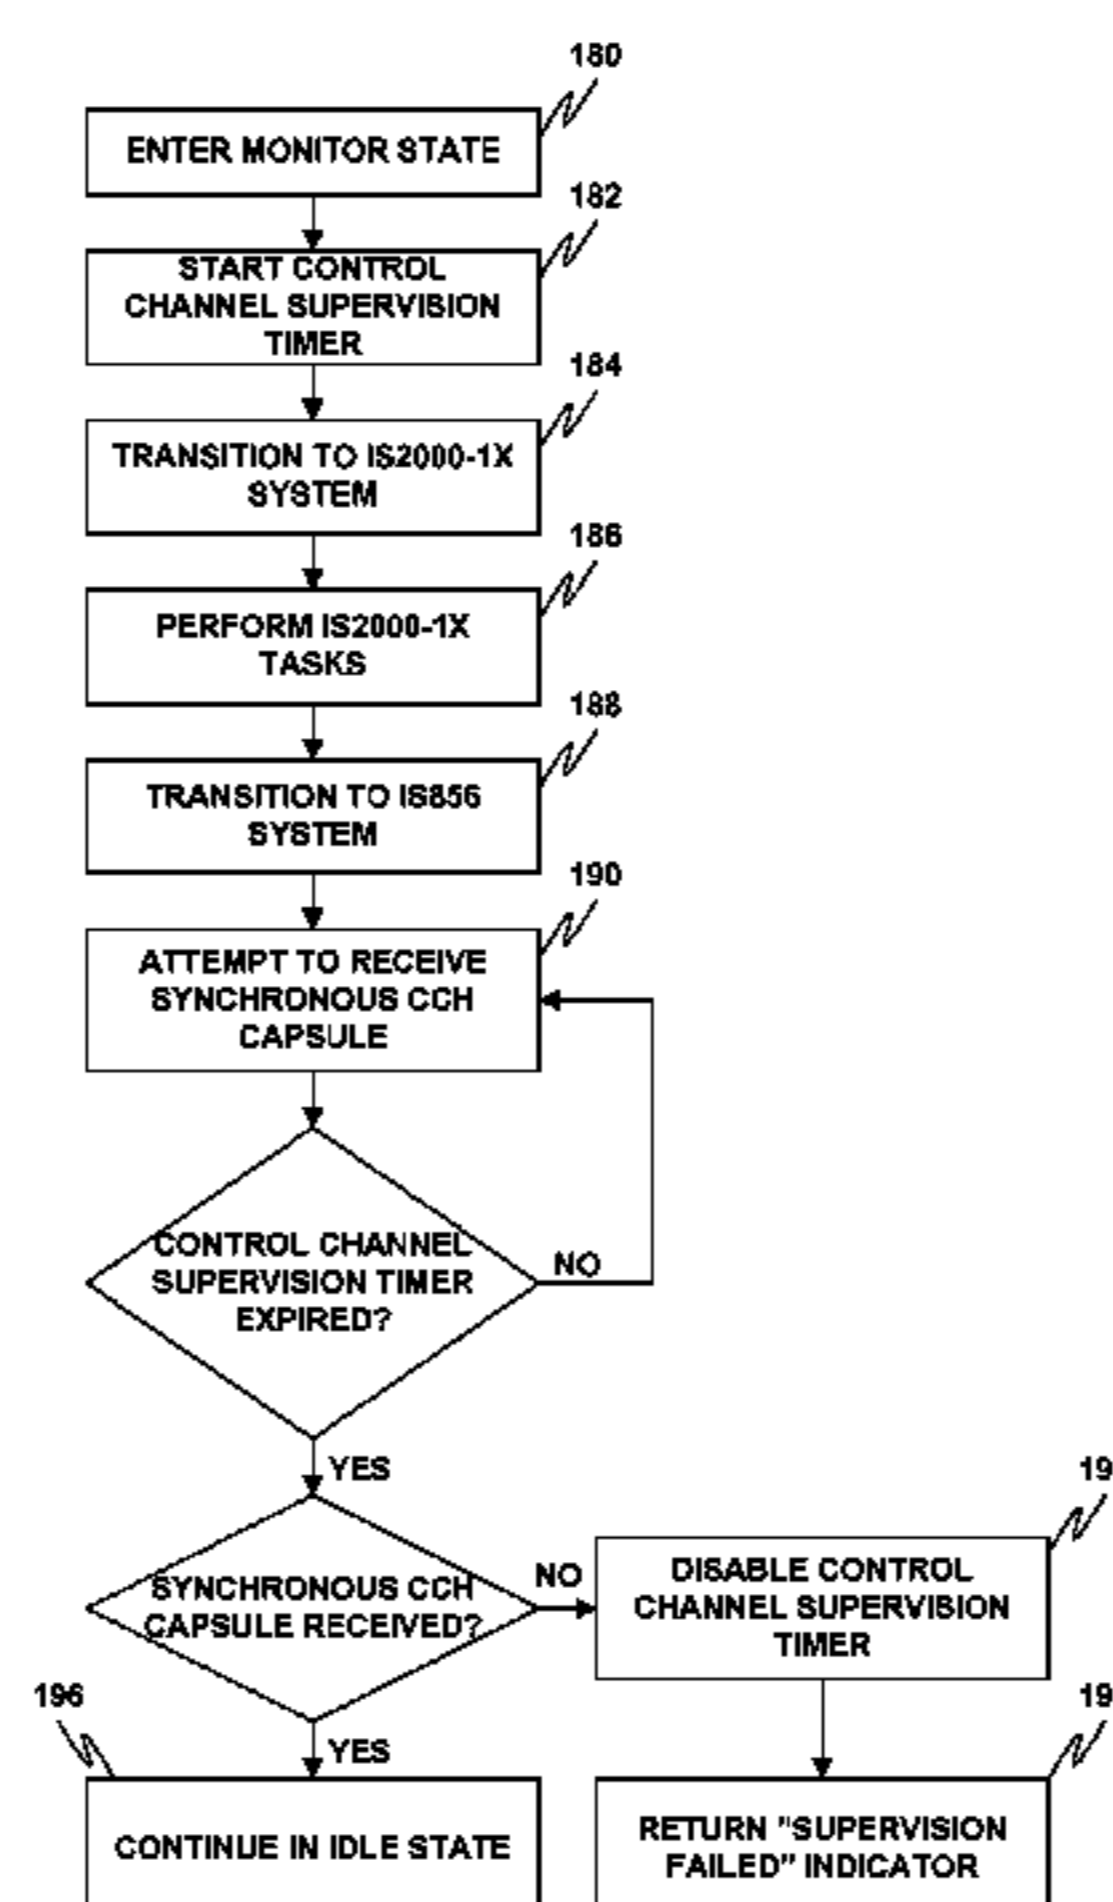 180
ENTER MONITOR STATE
182
START CONTROL
CHANNEL SUPERVISION
TIMER
184
TRANSITION TO IS2000-1X
SYSTEM
186
PERFORM IS2000-1X
TASKS
188
TRANSITION TO IS856
SYSTEM
190
ATTEMPT TO RECEIVE
SYNCHRONOUS CCH
CAPSULE
CONTROL CHANNEL
SUPERVISION TIMER
EXPIRED?
NO
YES
SYNCHRONOUS CCH
CAPSULE RECEIVED?
NO
19
DISABLE CONTROL
CHANNEL SUPERVISION
TIMER
196
YES
19
CONTINUE IN IDLE STATE
RETURN "SUPERVISION
FAILED" INDICATOR